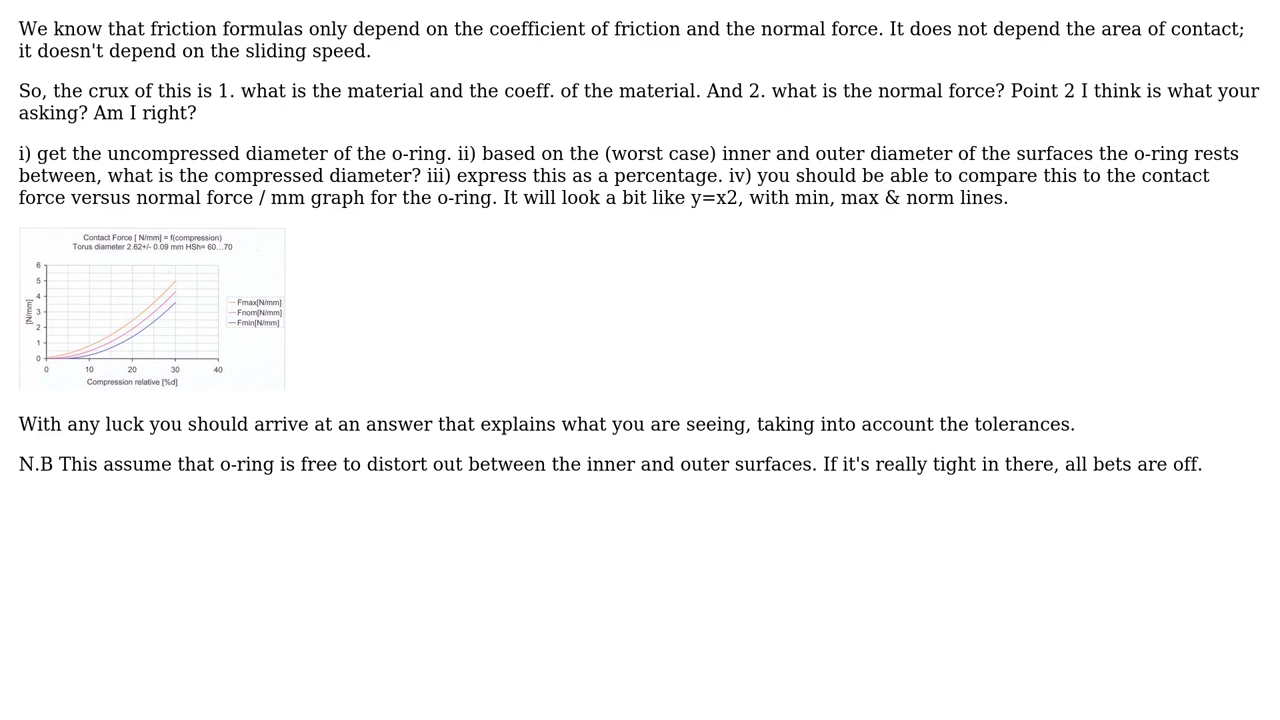 We know that friction formulas only depend on the coefficient of friction and the normal force. It does not depend the area of contact;
it doesn't depend on the sliding speed.
So, the crux of this is 1. what is the material and the coeff. of the material. And 2. what is the normal force? Point 2 I think is what your
asking? Am I right?
i) get the uncompressed diameter of the o-ring. ii) based on the (worst case) inner and outer diameter of the surfaces the o-ring rests
between, what is the compressed diameter? iii) express this as a percentage. iv) you should be able to compare this to the contact
force versus normal force / mm graph for the o-ring. It will look a bit like y=x2, with min, max & norm lines.
Contact Force [ N/mm] = f(compression)
Torus diameter 2.62+/- 0.09 mm HSh= 60...70
6
5
4
3
2
1
0
[N/mm]
Fmax[N/mm]
Fnom[N/mm]
Fmin[N/mm]
0 10 20 30 40
Compression relative [%d]
With any luck you should arrive at an answer that explains what you are seeing, taking into account the tolerances.
N.B This assume that o-ring is free to distort out between the inner and outer surfaces. If it's really tight in there, all bets are off.